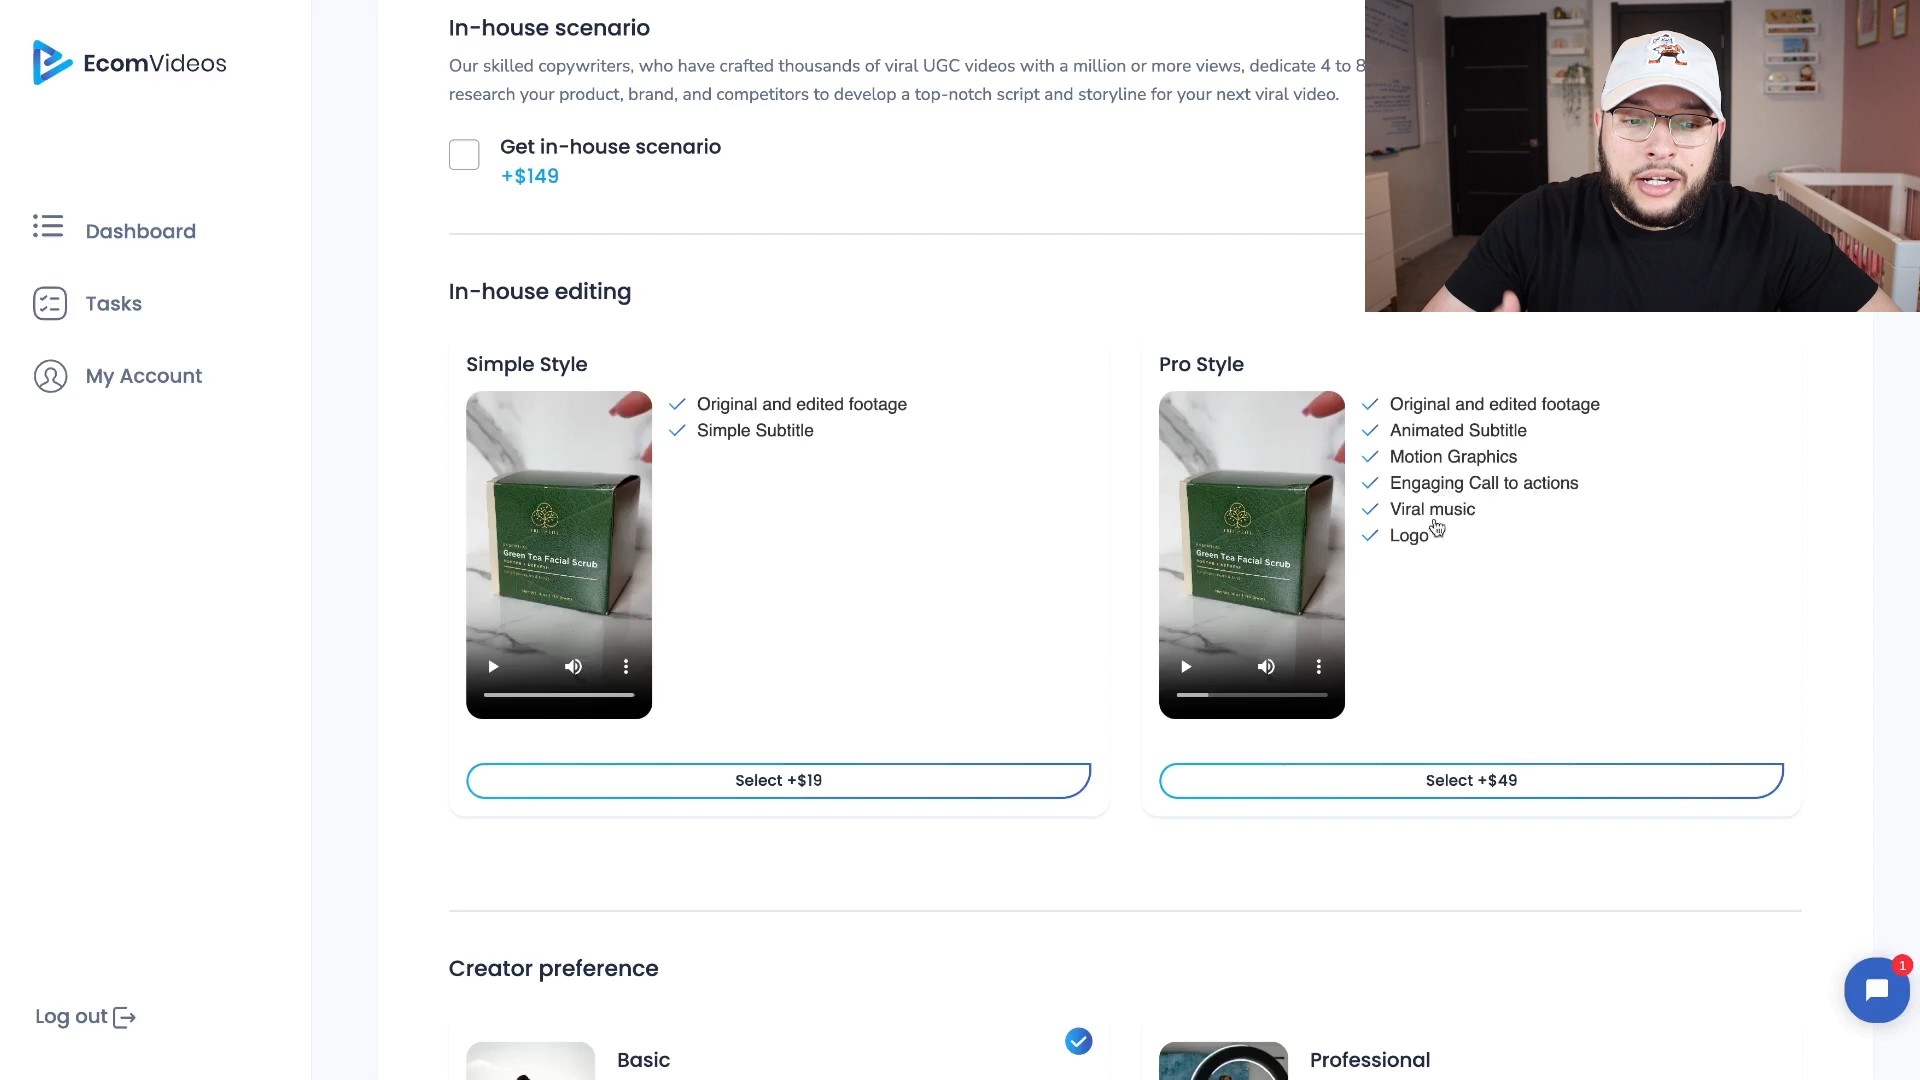 In-house scenario
EcomVideos
Our skilled copywriters, who have crafted thousands of viral UGC videos with a million or more views, dedicate 4 to 8
research your product, brand, and competitors to develop a top-notch script and storyline for your next viral video.
Get in-house scenario
+$149
Dashboard
Tasks
My Account
In-house editing
Simple Style
Original and edited footage
Simple Subtitle
Green Tea Facial Scrub
Select +$19
Pro Style
Original and edited footage
Animated Subtitle
Motion Graphics
Engaging Call to actions
Viral music
Logo
Green Tea Facial Scrub
Select +$49
Creator preference
Basic
Professional
1
Log out